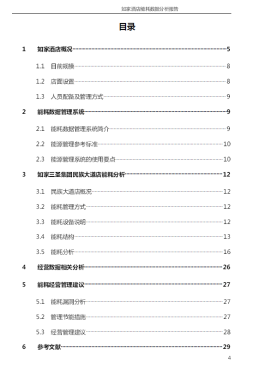 如家酒店能耗数据分析报告
目录
1 如家酒店概况 5
1.1 目前规模 8
1.2 店面设置 8
1.3 人员配备及管理方式 9
2 能耗数据管理系统 9
2.1 能耗数据管理系统简介 9
2.2 能源管理参考标准 10
2.3 能源管理系统的使用要点 10
3 如家三圣集团民族大道店能耗分析 12
3.1 民族大道店概况 12
3.2 能耗管理方式 12
3.3 能耗设备说明 12
3.4 能耗结构 13
3.5 能耗分析 16
4 经营数据相关分析 26
5 能耗经营管理建议 27
5.1 能耗漏洞分析 27
5.2 管理节能措施 27
5.3 经营管理建议 28
6 参考文献 29
4